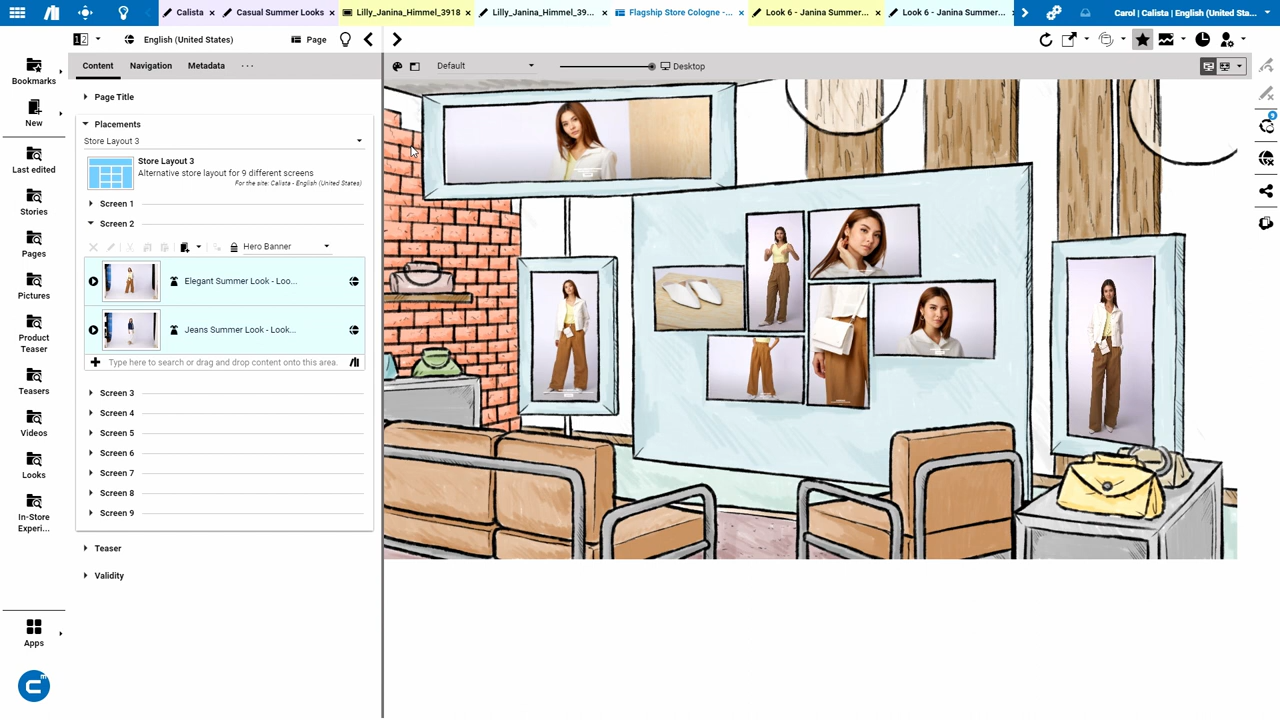 Calista
Casual Summer Looks
Lilly_Janina_Himmel_3918
Lilly_Janina_Himmel_39...
Flagship Store Cologne -...
Look 6 - Janina Summer...
Look 6 - Janina Summer...
Carol | Calista | English (United Sta...
English (United States)
Page
Content
Navigation
Metadata
Default
Desktop
Bookmarks
New
Last edited
Stories
Pages
Pictures
Product
Teaser
Teasers
Videos
Looks
In-Store
Experi...
Apps
Page Title
Placements
Store Layout 3
Store Layout 3
Alternative store layout for 9 different screens
For the site: Calista - English (United States)
Screen 1
Screen 2
Hero Banner
Elegant Summer Look - Loo...
Jeans Summer Look - Look...
Type here to search or drag and drop content onto this area.
Screen 3
Screen 4
Screen 5
Screen 6
Screen 7
Screen 8
Screen 9
Teaser
Validity